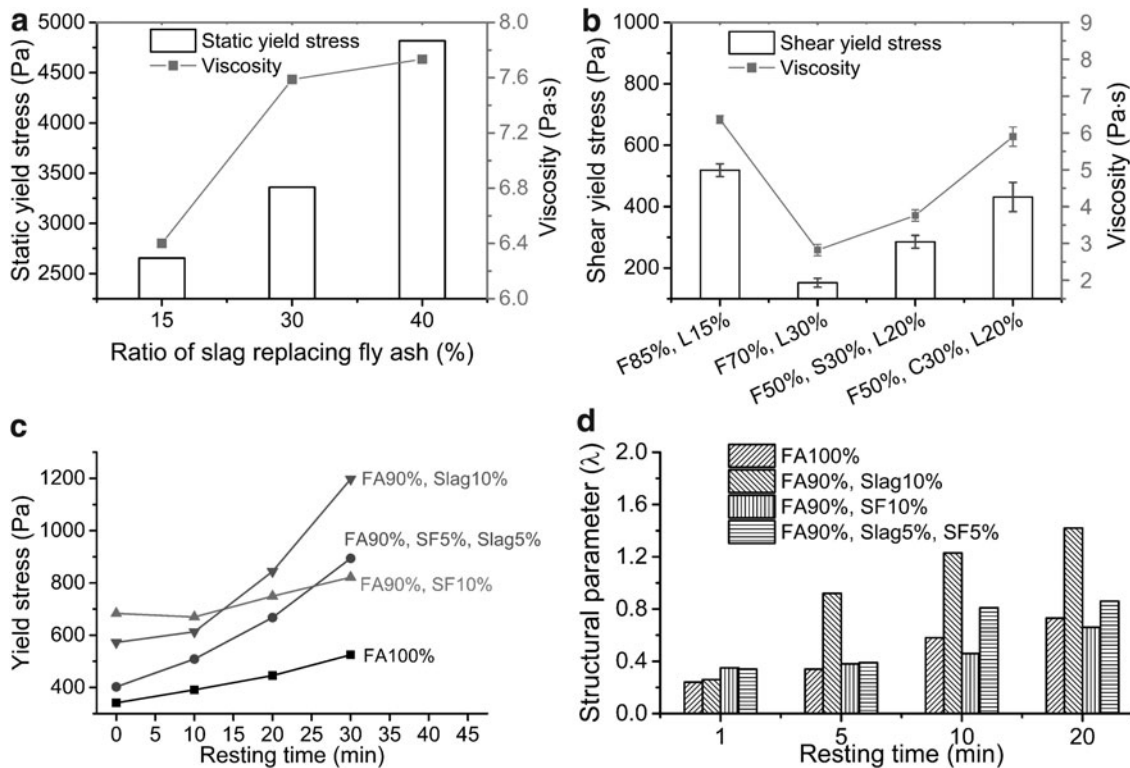 a
5000
4750
4500
4250
4000
3750
3500
3250
3000
2750
2500
Static yield stress (Pa)
Static yield stress
Viscosity
8.0
7.6
7.2
6.8
6.4
6.0
Viscosity (Pa·s)
15 30 40
Ratio of slag replacing fly ash (%)
b
1000
800
600
400
200
Shear yield stress (Pa)
Shear yield stress
Viscosity
9
8
7
6
5
4
3
2
Viscosity (Pa·s)
F85%, L15%
F70%, L30%
F50%, S30%, L20%
F50%, C30%, L20%
c
1200
1000
800
600
400
Yield stress (Pa)
FA90%, Slag10%
FA90%, SF5%, Slag5%
FA90%, SF10%
FA100%
0 5 10 15 20 25 30 35 40 45
Resting time (min)
d
2.0
1.6
1.2
0.8
0.4
0.0
Structural parameter (λ)
FA100%
FA90%, Slag10%
FA90%, SF10%
FA90%, Slag5%, SF5%
1 5 10 20
Resting time (min)